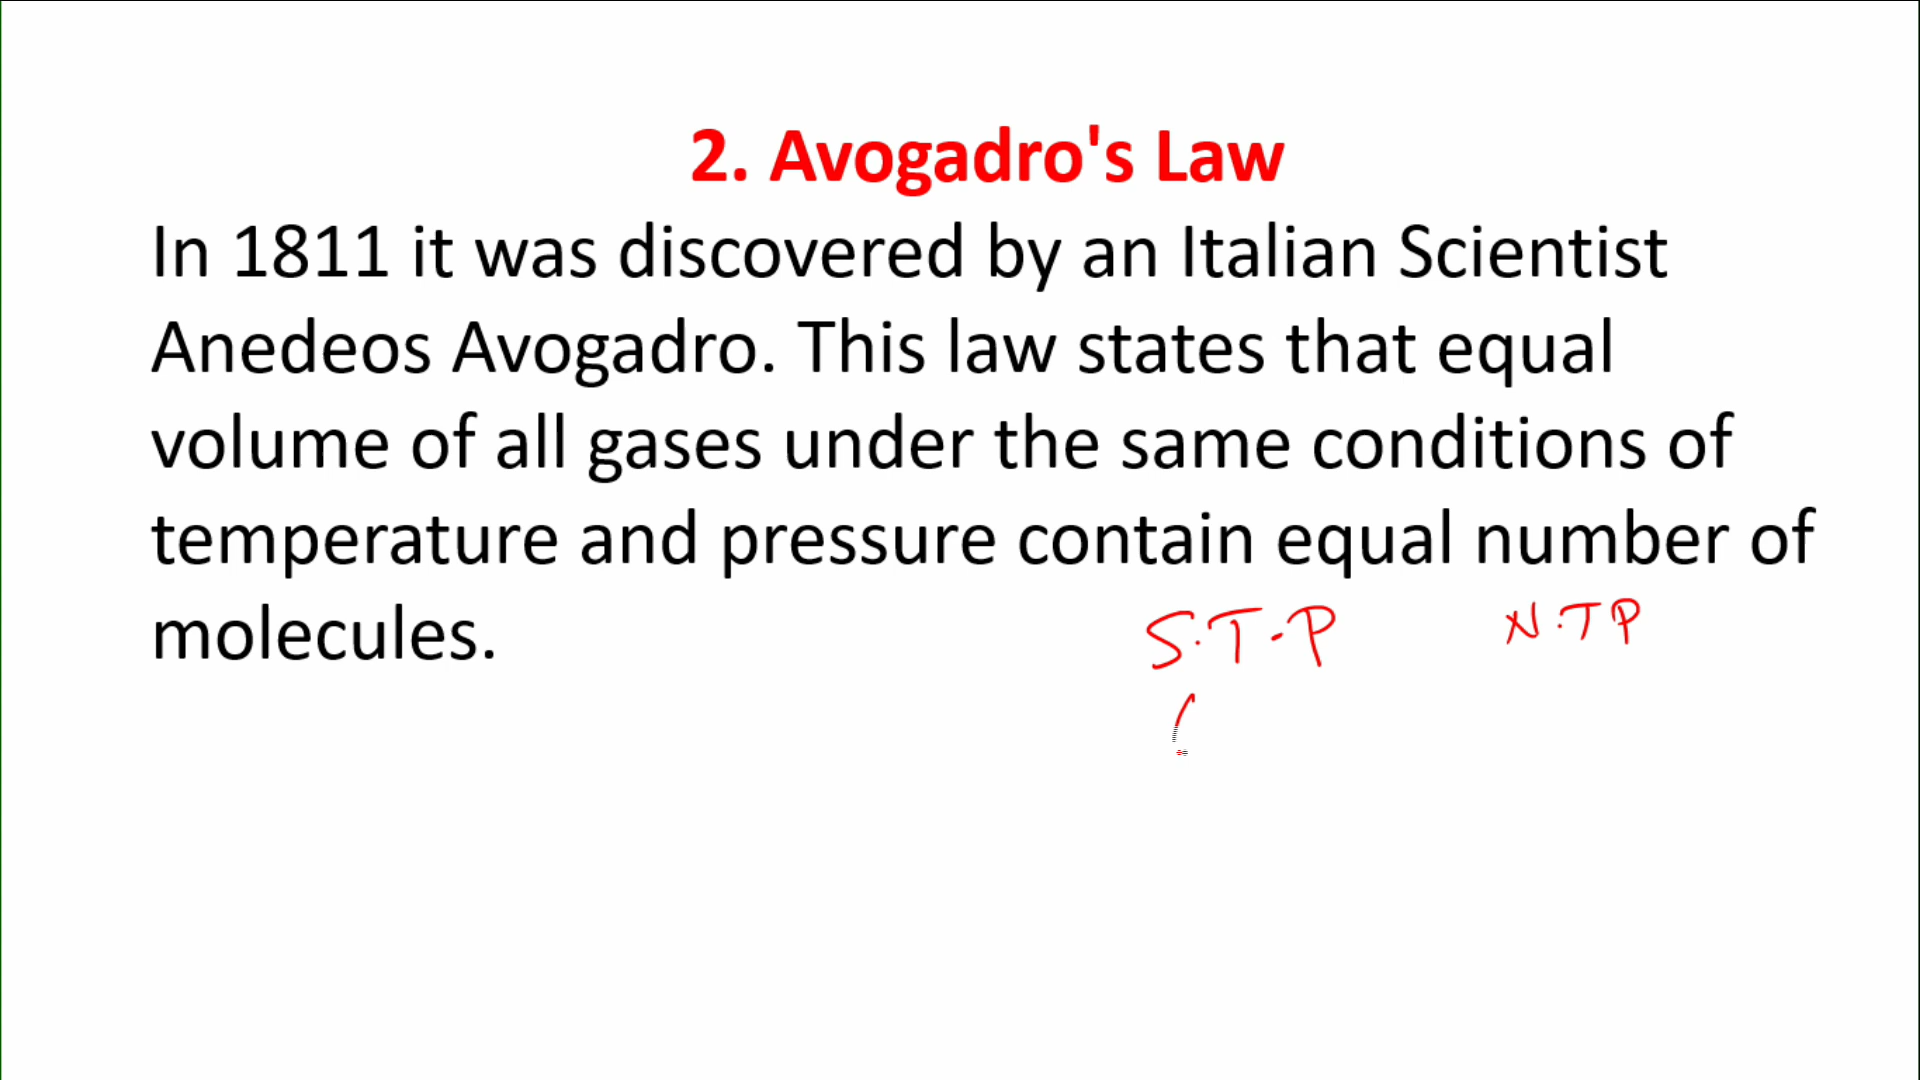 2. Avogadro's Law
In 1811 it was discovered by an Italian Scientist
Anedeos Avogadro. This law states that equal
volume of all gases under the same conditions of
temperature and pressure contain equal number of
molecules.
S.T.P N.TP
(